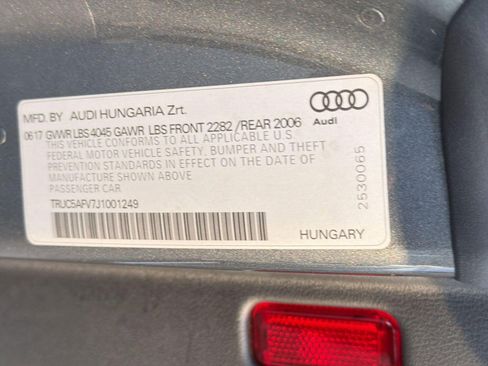 MFD. BY AUDI HUNGARIA Zrt.
0617 GVWR LBS 4045 GAWR LBS FRONT 2282 /REAR 2006
THIS VEHICLE CONFORMS TO ALL APPLICABLE U.S.
FEDERAL MOTOR VEHICLE SAFETY, BUMPER AND THEFT
PREVENTION STANDARDS IN EFFECT ON THE DATE OF
MANUFACTURE SHOWN ABOVE
PASSENGER CAR
TRUC5AFV7J1001249
Audi
2530065
HUNGARY